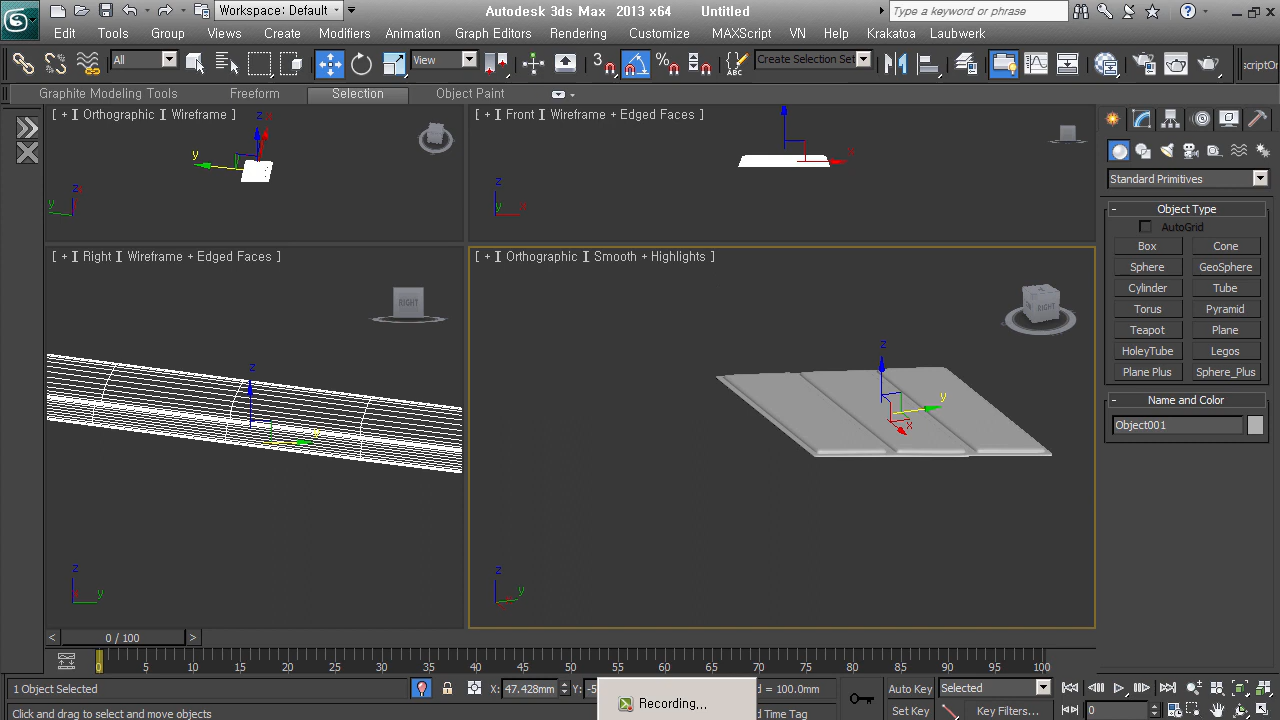 Workspace: Default
Autodesk 3ds Max 2013 x64 Untitled
Type a keyword or phrase
Edit Tools Group Views Create Modifiers Animation Graph Editors Rendering Customize MAXScript VN Help Krakatoa Laubwerk
All View 3 Create Selection Set scriptOn
Graphite Modeling Tools Freeform Selection Object Paint
[ + ] [ Orthographic ] [ Wireframe ]
z
y
z
y
[ + ] [ Front ] [ Wireframe + Edged Faces ]
z
y
[ + ] [ Right ] [ Wireframe + Edged Faces ]
RIGHT
z
z
y
[ + ] [ Orthographic ] [ Smooth + Highlights ]
RIGHT
z
y
x
z
y
Standard Primitives
- Object Type
AutoGrid
Box Cone
Sphere GeoSphere
Cylinder Tube
Torus Pyramid
Teapot Plane
HoleyTube Legos
Plane Plus Sphere_Plus
- Name and Color
Object001
< 0 / 100 >
0 5 10 15 20 25 30 35 40 45 50 55 60 65 70 75 80 85 90 95 100
1 Object Selected X: 47.428mm Y: -5 d = 100.0mm Auto Key Selected
Click and drag to select and move objects Recording... d Time Tag Set Key Key Filters... 0